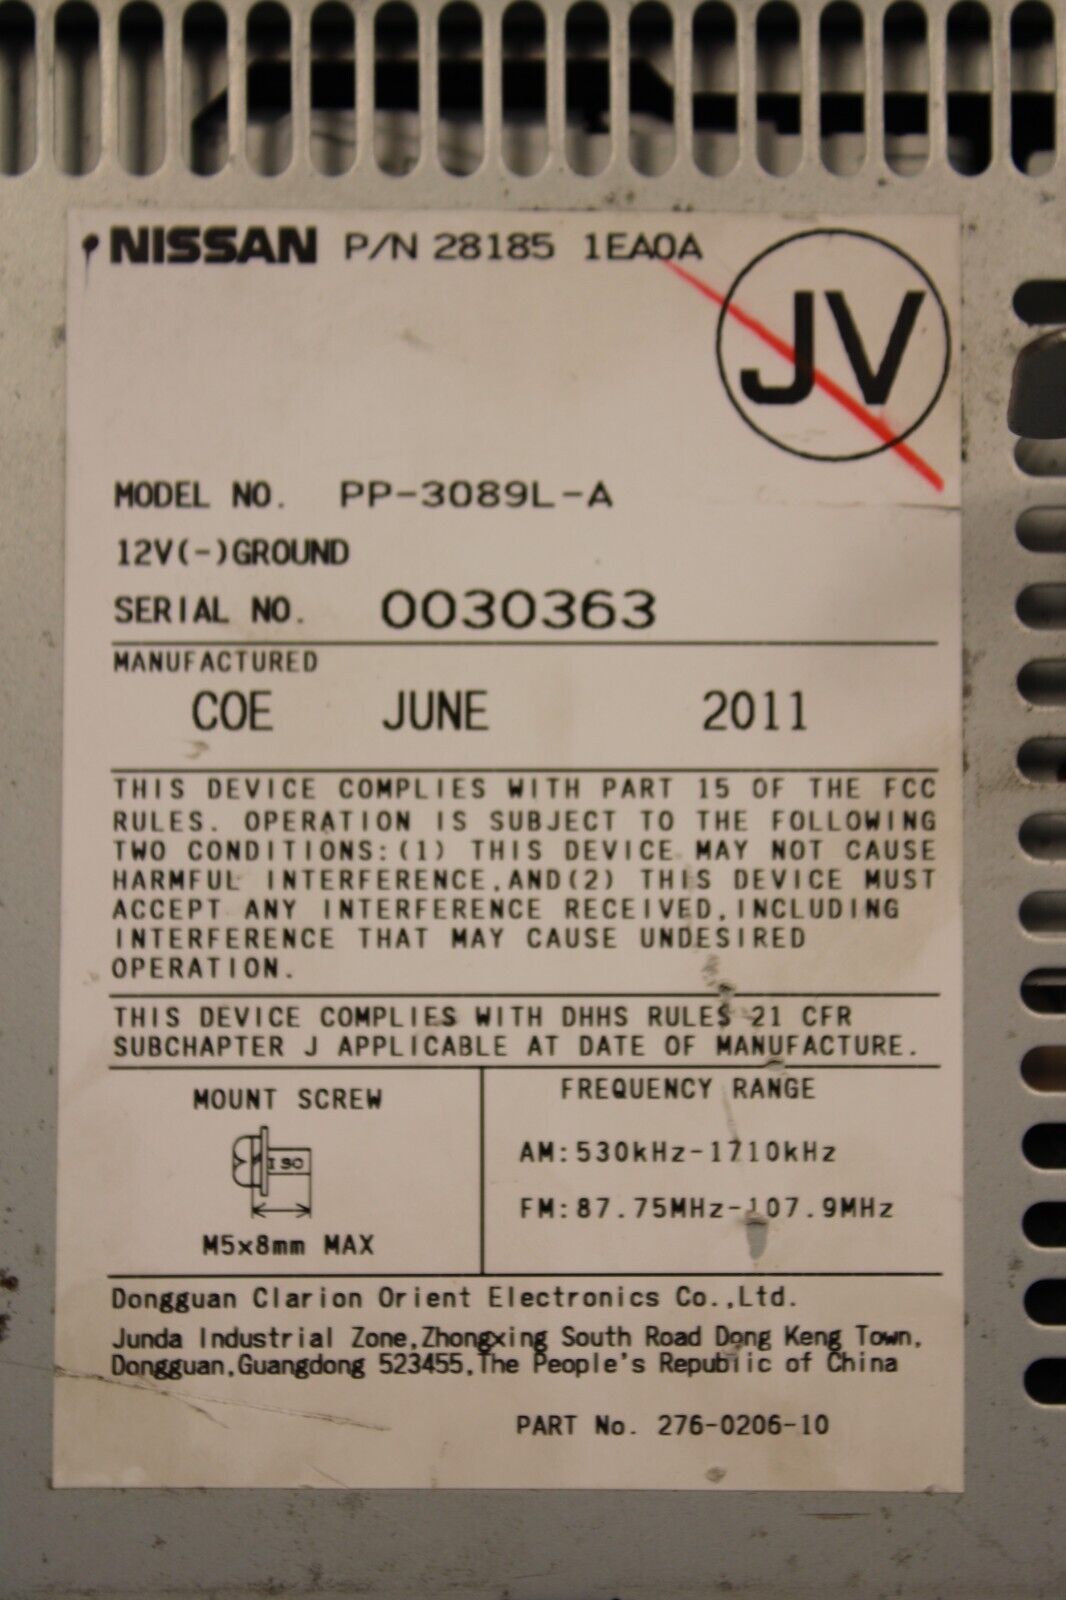 NISSAN P/N 28185 1EA0A
JV
MODEL NO. PP-3089L-A
12V(-)GROUND
SERIAL NO. 0030363
MANUFACTURED
COE JUNE 2011
THIS DEVICE COMPLIES WITH PART 15 OF THE FCC
RULES. OPERATION IS SUBJECT TO THE FOLLOWING
TWO CONDITIONS:(1) THIS DEVICE MAY NOT CAUSE
HARMFUL INTERFERENCE,AND(2) THIS DEVICE MUST
ACCEPT ANY INTERFERENCE RECEIVED,INCLUDING
INTERFERENCE THAT MAY CAUSE UNDESIRED
OPERATION.
THIS DEVICE COMPLIES WITH DHHS RULES 21 CFR
SUBCHAPTER J APPLICABLE AT DATE OF MANUFACTURE.
MOUNT SCREW
ISO
M5x8mm MAX
FREQUENCY RANGE
AM:530kHz-1710kHz
FM:87.75MHz-107.9MHz
Dongguan Clarion Orient Electronics Co.,Ltd.
Junda Industrial Zone,Zhongxing South Road Dong Keng Town,
Dongguan,Guangdong 523455,The People's Republic of China
PART No. 276-0206-10